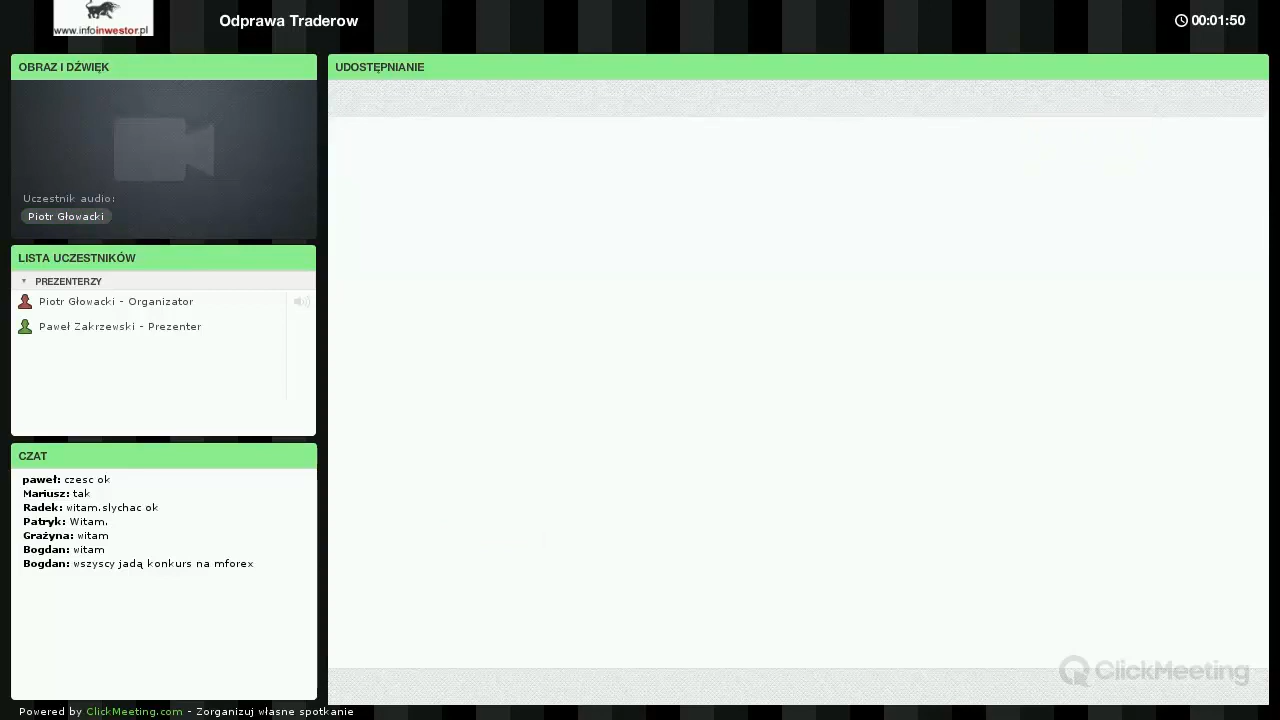 www.infoinwestor.pl
Odprawa Traderow
00:01:50
OBRAZ I DŹWIĘK
Uczestnik audio:
Piotr Głowacki
LISTA UCZESTNIKÓW
PREZENTERZY
Piotr Głowacki - Organizator
Paweł Zakrzewski - Prezenter
CZAT
paweł: czesc ok
Mariusz: tak
Radek: witam.slychac ok
Patryk: Witam.
Grażyna: witam
Bogdan: witam
Bogdan: wszyscy jadą konkurs na mforex
UDOSTĘPNIANIE
ClickMeeting
Powered by ClickMeeting.com - Zorganizuj własne spotkanie